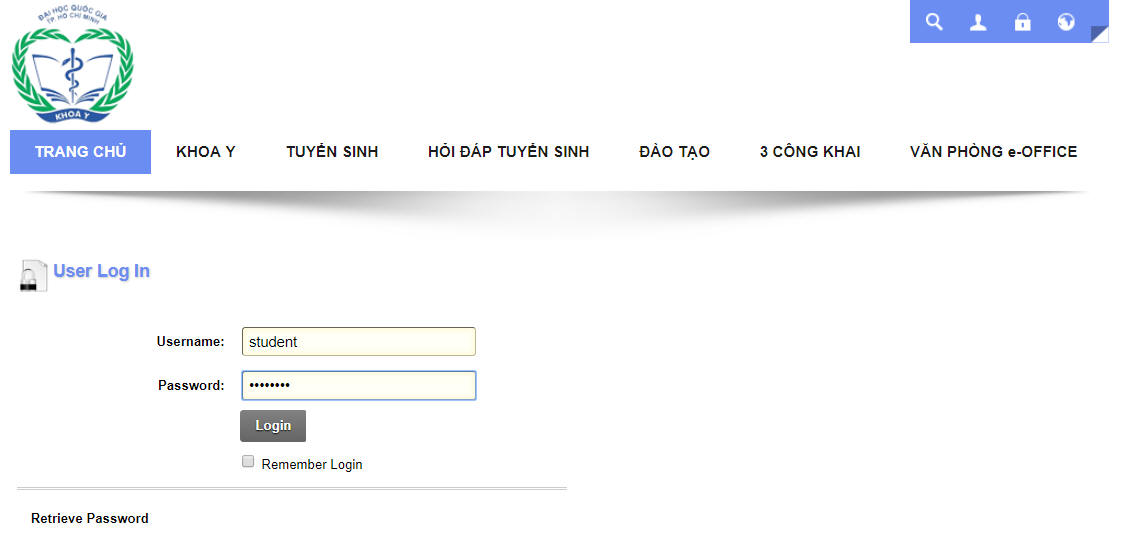 ĐẠI HỌC QUỐC GIA
TP. HỒ CHÍ MINH
KHOA Y
TRANG CHỦ KHOA Y TUYỂN SINH HỎI ĐÁP TUYỂN SINH ĐÀO TẠO 3 CÔNG KHAI VĂN PHÒNG e-OFFICE
User Log In
Username: student
Password: ••••••••
Login
Remember Login
Retrieve Password